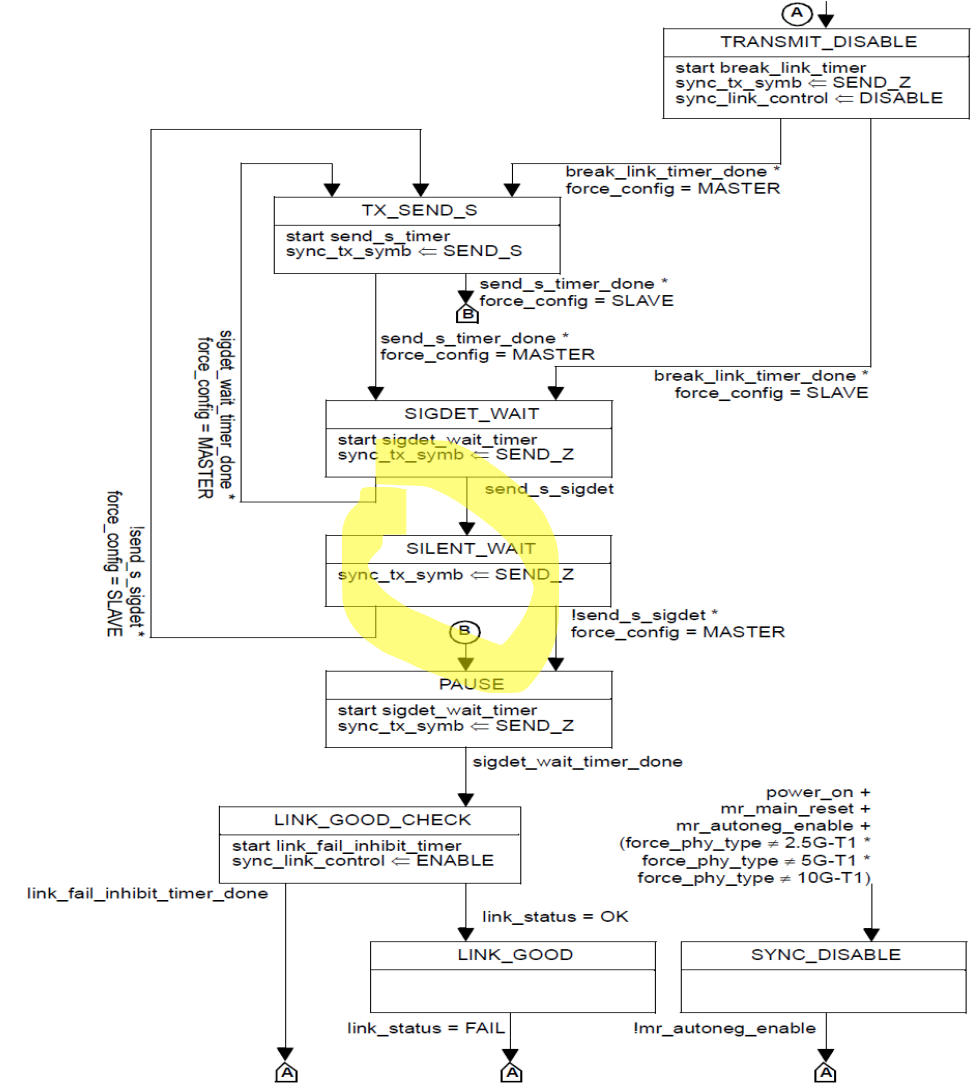 A
TRANSMIT_DISABLE
start break_link_timer
sync_tx_symb ⇐ SEND_Z
sync_link_control ⇐ DISABLE
break_link_timer_done *
force_config = MASTER
TX_SEND_S
start send_s_timer
sync_tx_symb ⇐ SEND_S
send_s_timer_done *
force_config = SLAVE
B
send_s_timer_done *
force_config = MASTER
break_link_timer_done *
force_config = SLAVE
sigdet_wait_timer_done *
force_config = MASTER
SIGDET_WAIT
start sigdet_wait_timer
sync_tx_symb ⇐ SEND_Z
send_s_sigdet
!send_s_sigdet *
force_config = SLAVE
SILENT_WAIT
sync_tx_symb ⇐ SEND_Z
!send_s_sigdet *
force_config = MASTER
B
PAUSE
start sigdet_wait_timer
sync_tx_symb ⇐ SEND_Z
sigdet_wait_timer_done
LINK_GOOD_CHECK
start link_fail_inhibit_timer
sync_link_control ⇐ ENABLE
power_on +
mr_main_reset +
mr_autoneg_enable +
(force_phy_type ≠ 2.5G-T1 *
force_phy_type ≠ 5G-T1 *
force_phy_type ≠ 10G-T1)
link_fail_inhibit_timer_done
link_status = OK
LINK_GOOD
SYNC_DISABLE
link_status = FAIL
!mr_autoneg_enable
A
A
A